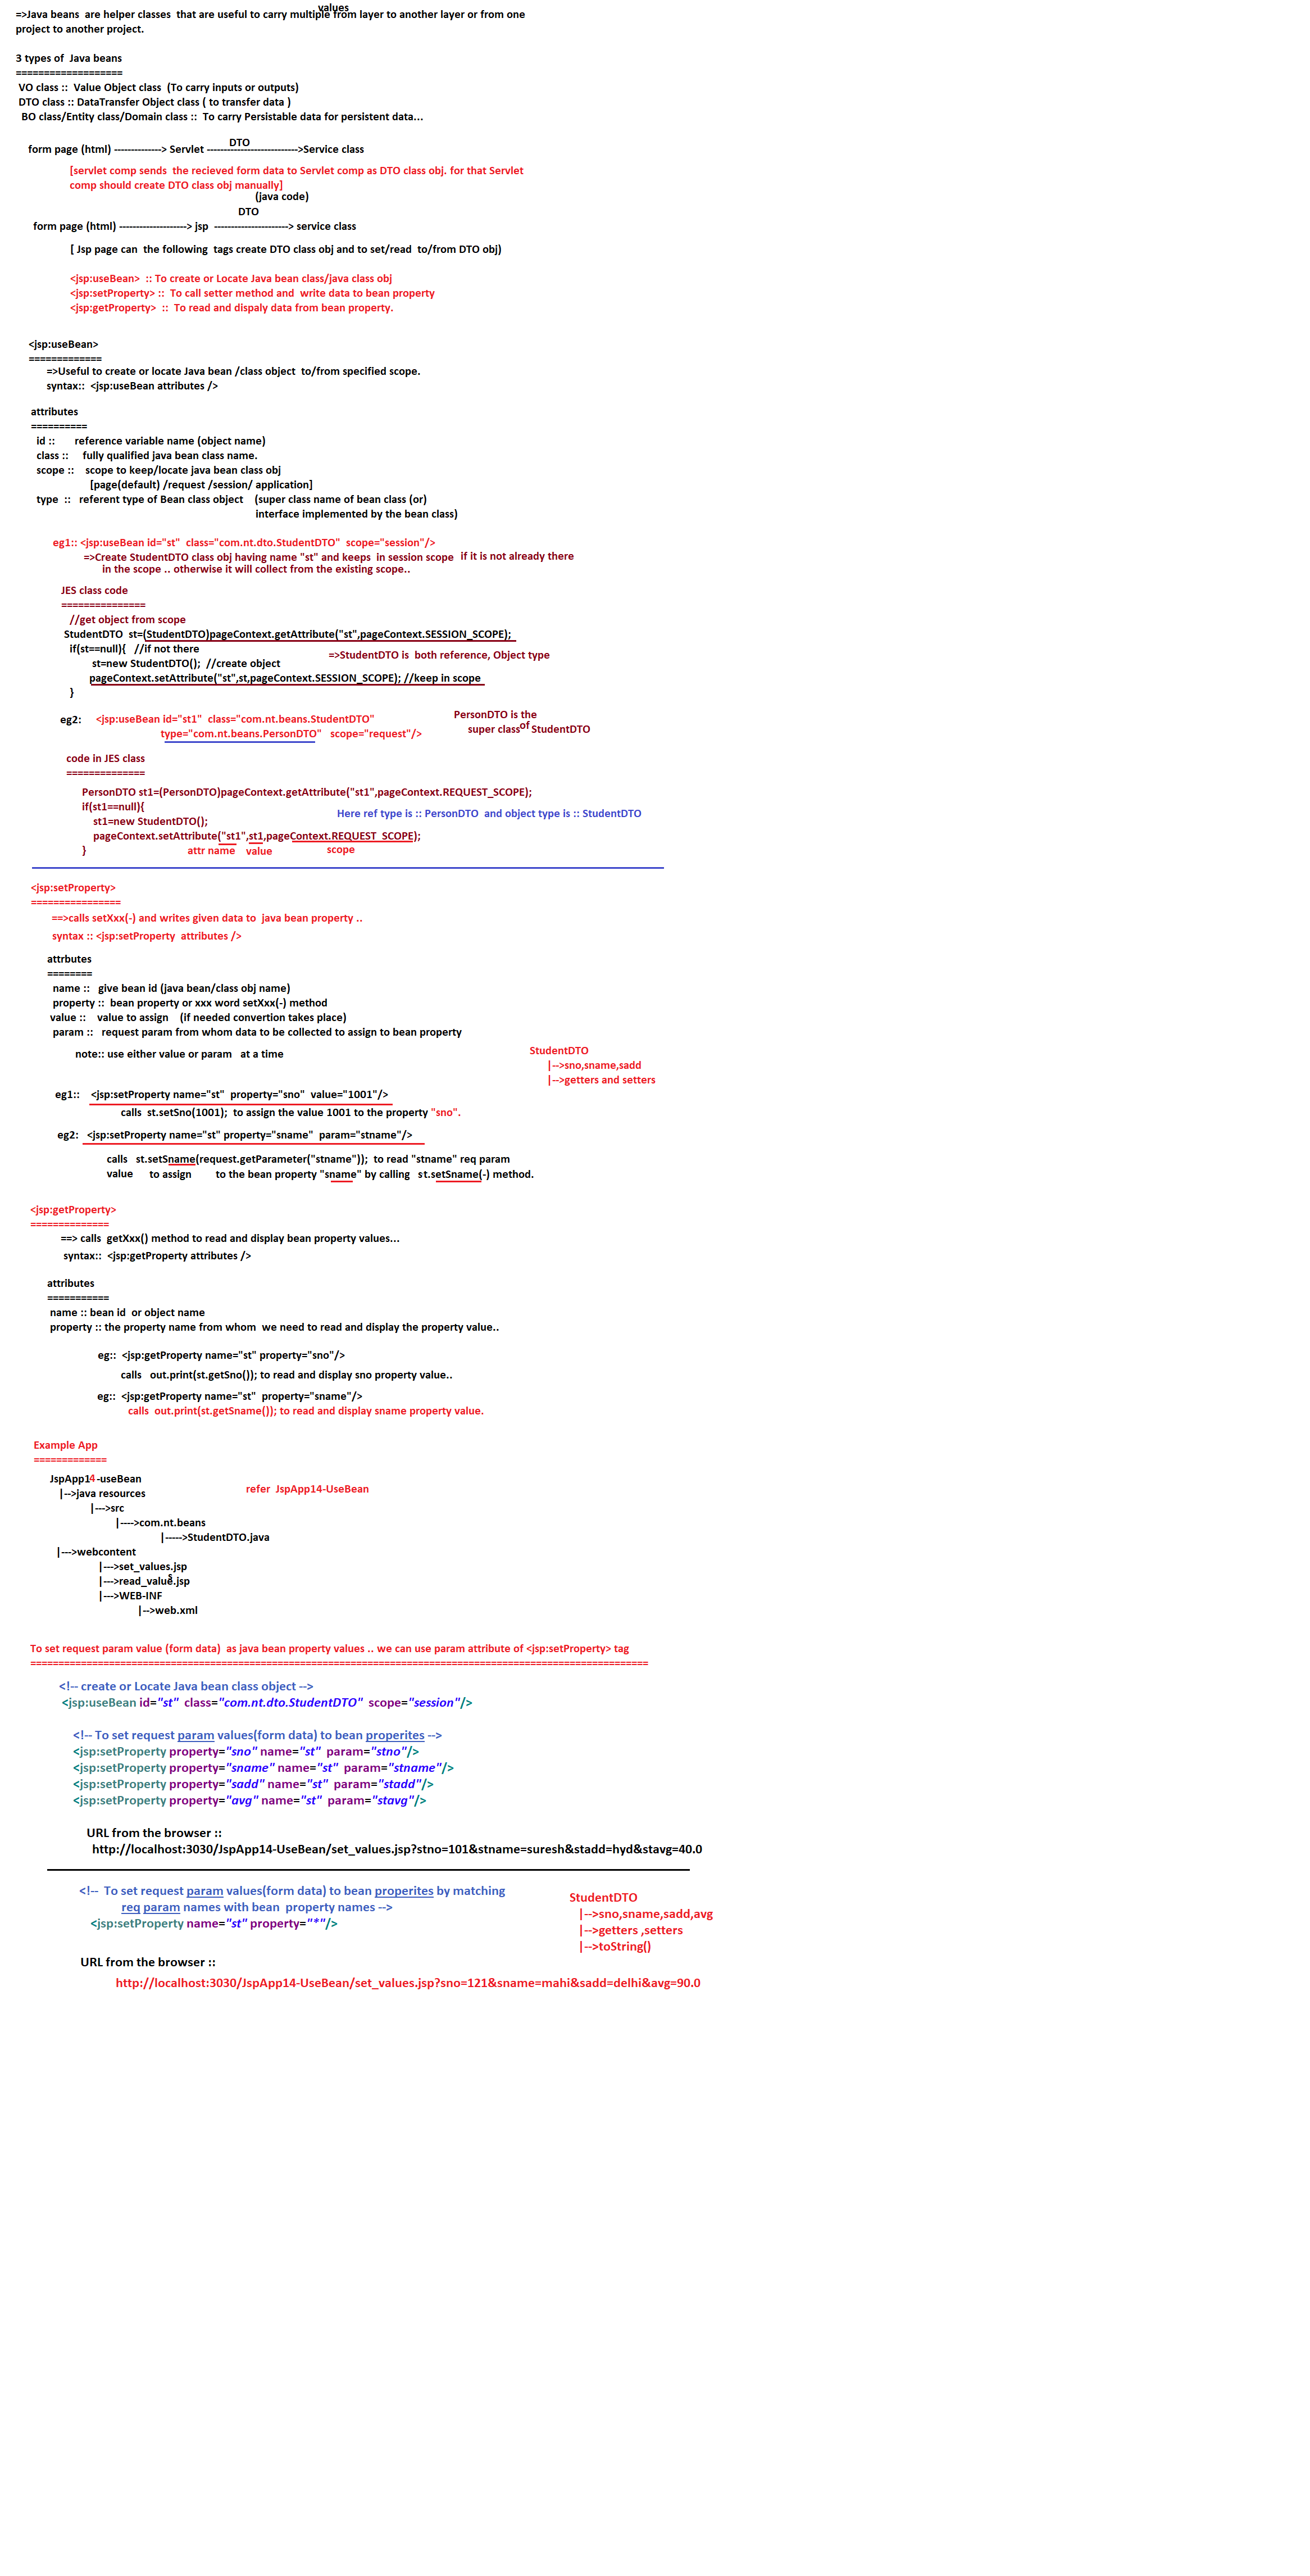 values
=>Java beans  are helper classes  that are useful to carry multiple from layer to another layer or from one
project to another project.
3 types of  Java beans
===================
VO class ::  Value Object class  (To carry inputs or outputs)
DTO class :: DataTransfer Object class ( to transfer data )
BO class/Entity class/Domain class ::  To carry Persistable data for persistent data...
DTO
form page (html) --------------> Servlet --------------------------->Service class
[servlet comp sends  the recieved form data to Servlet comp as DTO class obj. for that Servlet
comp should create DTO class obj manually]
(java code)
DTO
form page (html) --------------------> jsp  ----------------------> service class
[ Jsp page can  the following  tags create DTO class obj and to set/read  to/from DTO obj)
<jsp:useBean>  :: To create or Locate Java bean class/java class obj
<jsp:setProperty> ::  To call setter method and  write data to bean property
<jsp:getProperty>  ::  To read and dispaly data from bean property.
<jsp:useBean>
=============
=>Useful to create or locate Java bean /class object  to/from specified scope.
syntax::  <jsp:useBean attributes />
attributes
==========
id ::       reference variable name (object name)
class ::     fully qualified java bean class name.
scope ::    scope to keep/locate java bean class obj
[page(default) /request /session/ application]
type  ::   referent type of Bean class object    (super class name of bean class (or)
interface implemented by the bean class)
eg1:: <jsp:useBean id="st"  class="com.nt.dto.StudentDTO"  scope="session"/>
=>Create StudentDTO class obj having name "st" and keeps  in session scope  if it is not already there
in the scope .. otherwise it will collect from the existing scope..
JES class code
===============
//get object from scope
StudentDTO  st=(StudentDTO)pageContext.getAttribute("st",pageContext.SESSION_SCOPE);
if(st==null){   //if not there
=>StudentDTO is  both reference, Object type
st=new StudentDTO();  //create object
pageContext.setAttribute("st",st,pageContext.SESSION_SCOPE); //keep in scope
}
eg2:     <jsp:useBean id="st1"  class="com.nt.beans.StudentDTO"
type="com.nt.beans.PersonDTO"   scope="request"/>
PersonDTO is the
super class of StudentDTO
code in JES class
==============
PersonDTO st1=(PersonDTO)pageContext.getAttribute("st1",pageContext.REQUEST_SCOPE);
if(st1==null){
Here ref type is :: PersonDTO  and object type is :: StudentDTO
st1=new StudentDTO();
pageContext.setAttribute("st1",st1,pageContext.REQUEST_SCOPE);
}
attr name    value    scope
<jsp:setProperty>
================
==>calls setXxx(-) and writes given data to  java bean property ..
syntax :: <jsp:setProperty  attributes />
attrbutes
========
name ::   give bean id (java bean/class obj name)
property ::  bean property or xxx word setXxx(-) method
value ::    value to assign    (if needed convertion takes place)
param ::   request param from whom data to be collected to assign to bean property
note:: use either value or param   at a time
StudentDTO
|-->sno,sname,sadd
|-->getters and setters
eg1::    <jsp:setProperty name="st"  property="sno"  value="1001"/>
calls  st.setSno(1001);  to assign the value 1001 to the property "sno".
eg2:   <jsp:setProperty name="st" property="sname"  param="stname"/>
calls   st.setSname(request.getParameter("stname"));  to read "stname" req param
value      to assign         to the bean property "sname" by calling   st.setSname(-) method.
<jsp:getProperty>
==============
==> calls  getXxx() method to read and display bean property values...
syntax::  <jsp:getProperty attributes />
attributes
===========
name :: bean id  or object name
property :: the property name from whom  we need to read and display the property value..
eg::  <jsp:getProperty name="st" property="sno"/>
calls   out.print(st.getSno()); to read and display sno property value..
eg::  <jsp:getProperty name="st"  property="sname"/>
calls  out.print(st.getSname()); to read and display sname property value.
Example App
=============
JspApp14-useBean
refer  JspApp14-UseBean
|-->java resources
|--->src
|---->com.nt.beans
|----->StudentDTO.java
|--->webcontent
|--->set_values.jsp
|--->read_values.jsp
|--->WEB-INF
|-->web.xml
To set request param value (form data)  as java bean property values .. we can use param attribute of <jsp:setProperty> tag
==============================================================================================================
<!-- create or Locate Java bean class object -->
<jsp:useBean id="st"  class="com.nt.dto.StudentDTO"  scope="session"/>
<!-- To set request param values(form data) to bean properites -->
<jsp:setProperty property="sno" name="st"  param="stno"/>
<jsp:setProperty property="sname" name="st"  param="stname"/>
<jsp:setProperty property="sadd" name="st"  param="stadd"/>
<jsp:setProperty property="avg" name="st"  param="stavg"/>
URL from the browser ::
http://localhost:3030/JspApp14-UseBean/set_values.jsp?stno=101&stname=suresh&stadd=hyd&stavg=40.0
<!--  To set request param values(form data) to bean properites by matching
req param names with bean  property names -->
<jsp:setProperty name="st" property="*"/>
StudentDTO
|-->sno,sname,sadd,avg
|-->getters ,setters
|-->toString()
URL from the browser ::
http://localhost:3030/JspApp14-UseBean/set_values.jsp?sno=121&sname=mahi&sadd=delhi&avg=90.0